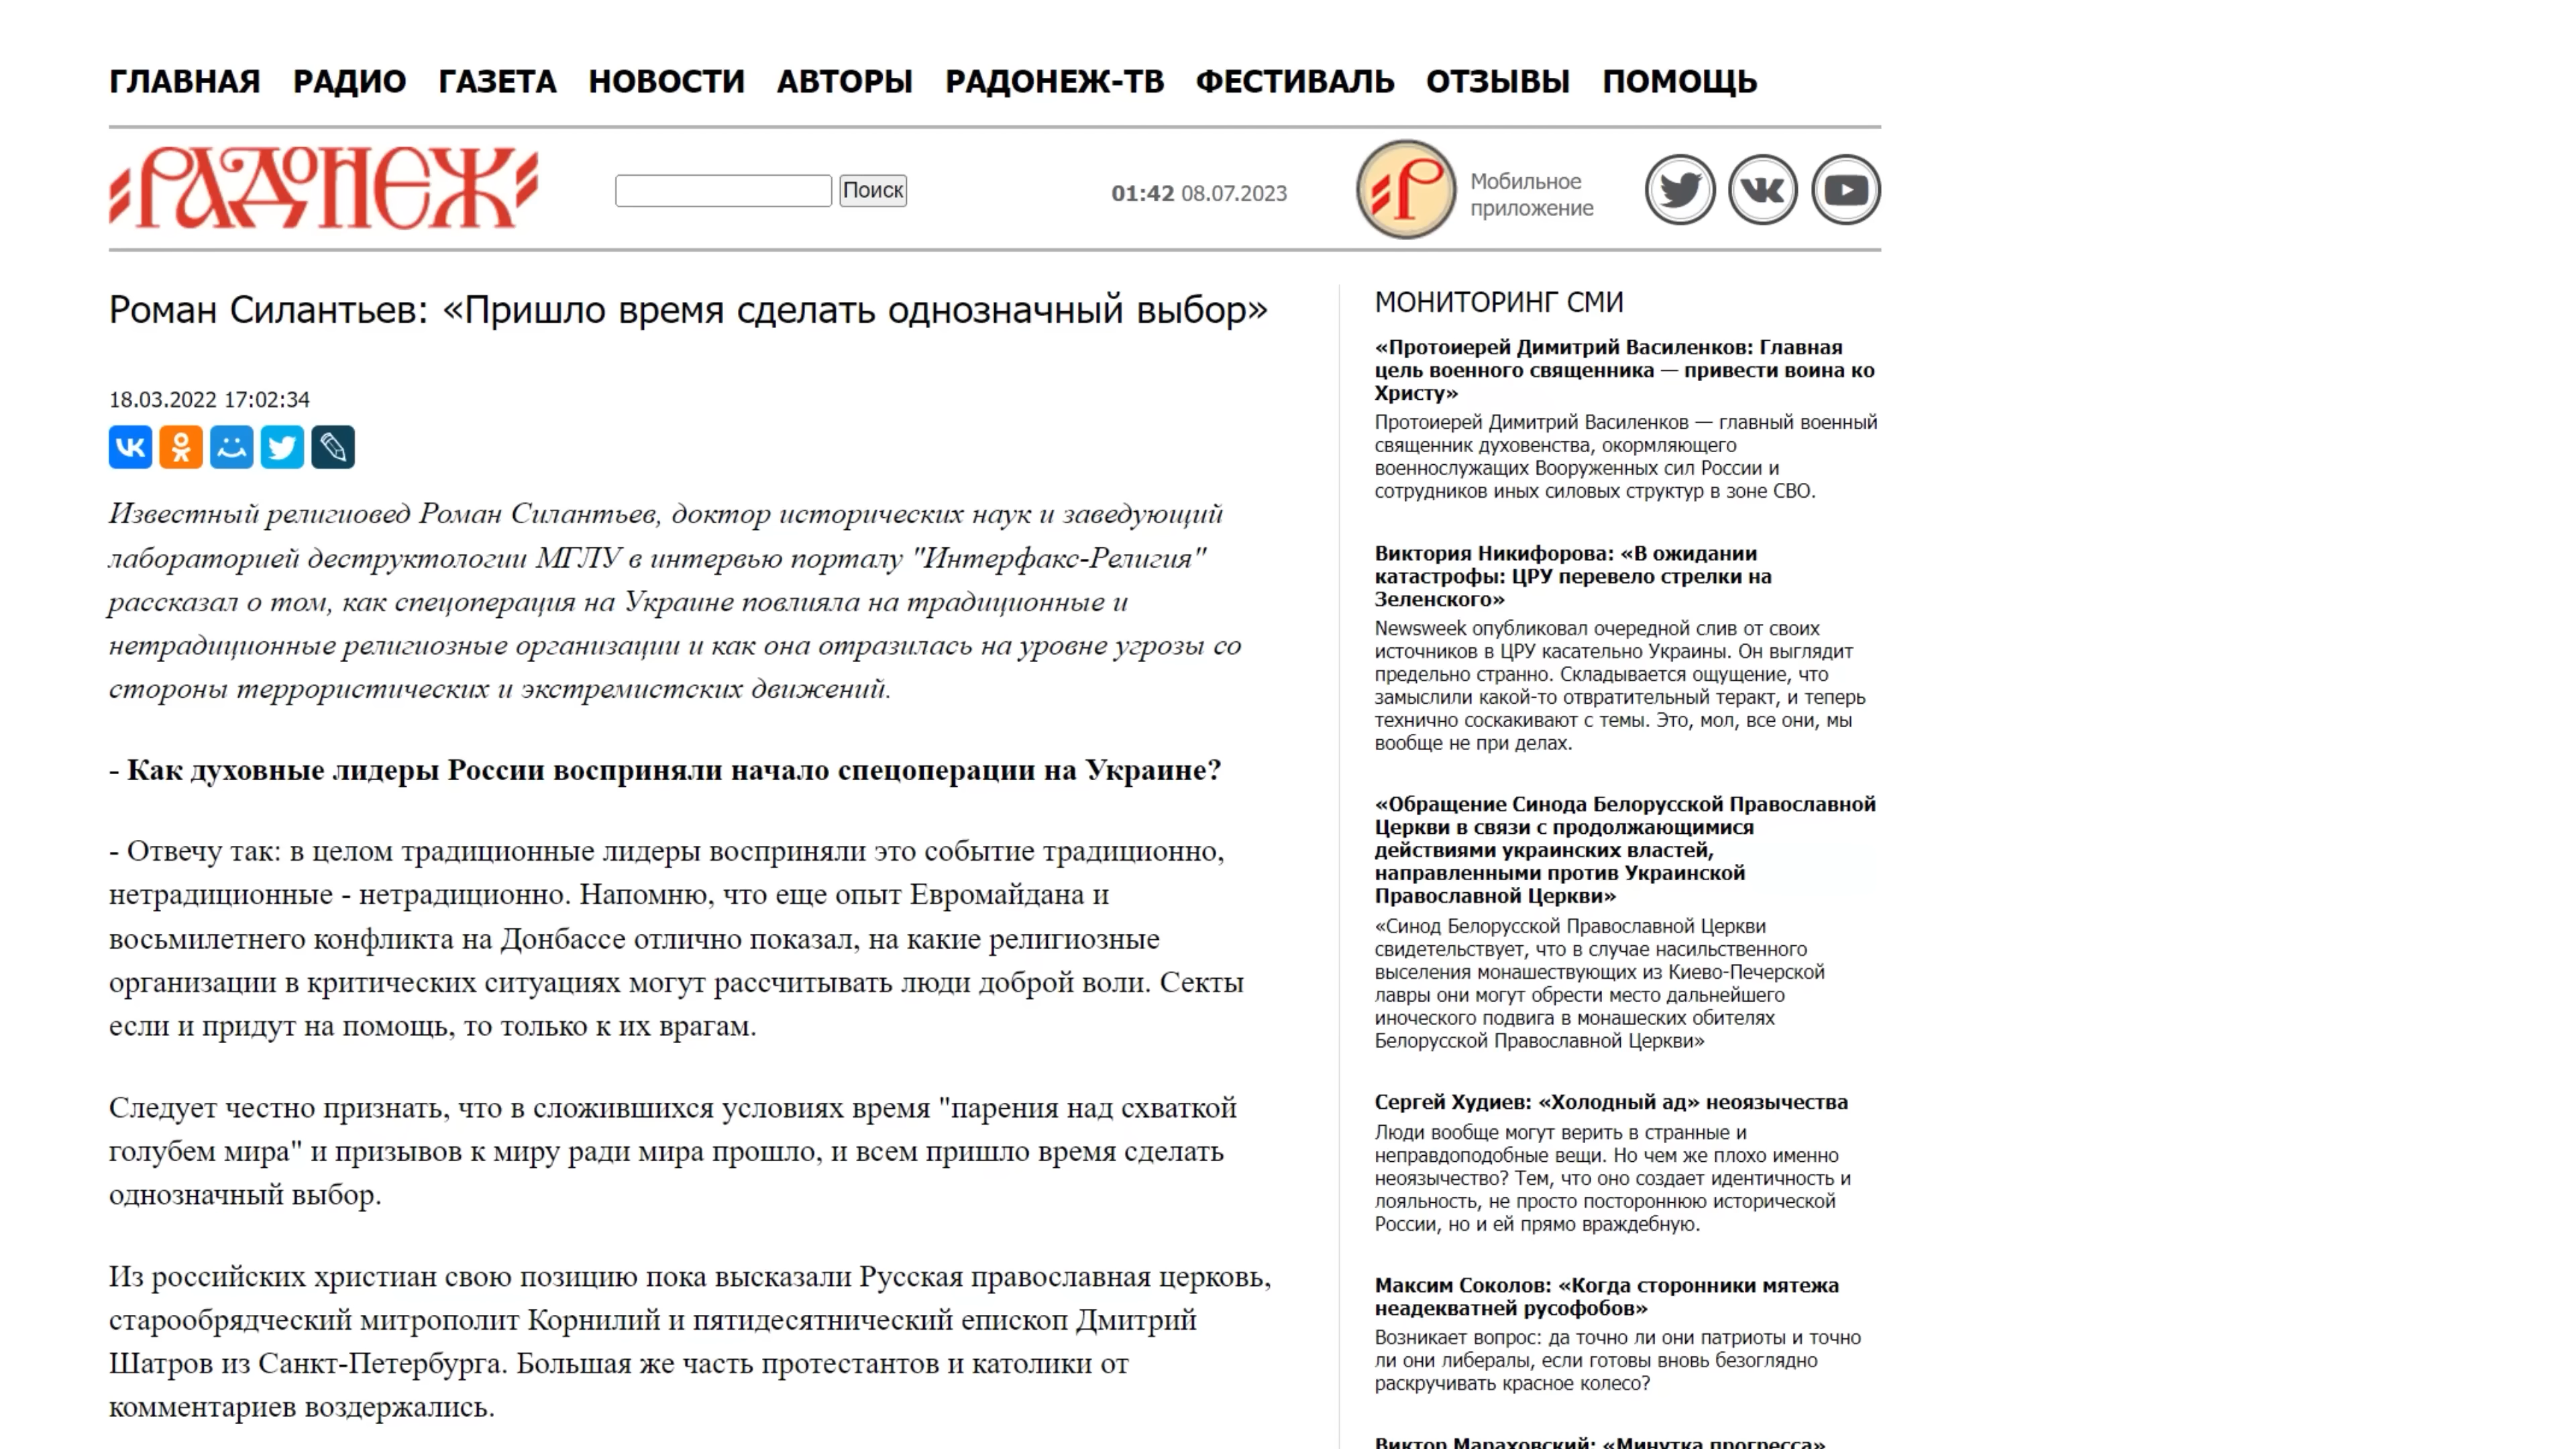 ГЛАВНАЯ РАДИО ГАЗЕТА НОВОСТИ АВТОРЫ РАДОНЕЖ-ТВ ФЕСТИВАЛЬ ОТЗЫВЫ ПОМОЩЬ
РАДОНЕЖ
Поиск
01:42 08.07.2023
Р
Мобильное
приложение
Роман Силантьев: «Пришло время сделать однозначный выбор»
18.03.2022 17:02:34
Известный религиовед Роман Силантьев, доктор исторических наук и заведующий
лабораторией деструктологии МГЛУ в интервью порталу "Интерфакс-Религия"
рассказал о том, как спецоперация на Украине повлияла на традиционные и
нетрадиционные религиозные организации и как она отразилась на уровне угрозы со
стороны террористических и экстремистских движений.
- Как духовные лидеры России восприняли начало спецоперации на Украине?
- Отвечу так: в целом традиционные лидеры восприняли это событие традиционно,
нетрадиционные - нетрадиционно. Напомню, что еще опыт Евромайдана и
восьмилетнего конфликта на Донбассе отлично показал, на какие религиозные
организации в критических ситуациях могут рассчитывать люди доброй воли. Секты
если и придут на помощь, то только к их врагам.
Следует честно признать, что в сложившихся условиях время "парения над схваткой
голубем мира" и призывов к миру ради мира прошло, и всем пришло время сделать
однозначный выбор.
Из российских христиан свою позицию пока высказали Русская православная церковь,
старообрядческий митрополит Корнилий и пятидесятнический епископ Дмитрий
Шатров из Санкт-Петербурга. Большая же часть протестантов и католики от
комментариев воздержались.
МОНИТОРИНГ СМИ
«Протоиерей Димитрий Василенков: Главная
цель военного священника — привести воина ко
Христу»
Протоиерей Димитрий Василенков — главный военный
священник духовенства, окормляющего
военнослужащих Вооруженных сил России и
сотрудников иных силовых структур в зоне СВО.
Виктория Никифорова: «В ожидании
катастрофы: ЦРУ перевело стрелки на
Зеленского»
Newsweek опубликовал очередной слив от своих
источников в ЦРУ касательно Украины. Он выглядит
предельно странно. Складывается ощущение, что
замыслили какой-то отвратительный теракт, и теперь
технично соскакивают с темы. Это, мол, все они, мы
вообще не при делах.
«Обращение Синода Белорусской Православной
Церкви в связи с продолжающимися
действиями украинских властей,
направленными против Украинской
Православной Церкви»
«Синод Белорусской Православной Церкви
свидетельствует, что в случае насильственного
выселения монашествующих из Киево-Печерской
лавры они могут обрести место дальнейшего
иноческого подвига в монашеских обителях
Белорусской Православной Церкви»
Сергей Худиев: «Холодный ад» неоязычества
Люди вообще могут верить в странные и
неправдоподобные вещи. Но чем же плохо именно
неоязычество? Тем, что оно создает идентичность и
лояльность, не просто постороннюю исторической
России, но и ей прямо враждебную.
Максим Соколов: «Когда сторонники мятежа
неадекватней русофобов»
Возникает вопрос: да точно ли они патриоты и точно
ли они либералы, если готовы вновь безоглядно
раскручивать красное колесо?
Виктор Мараховский: «Минутка прогресса»